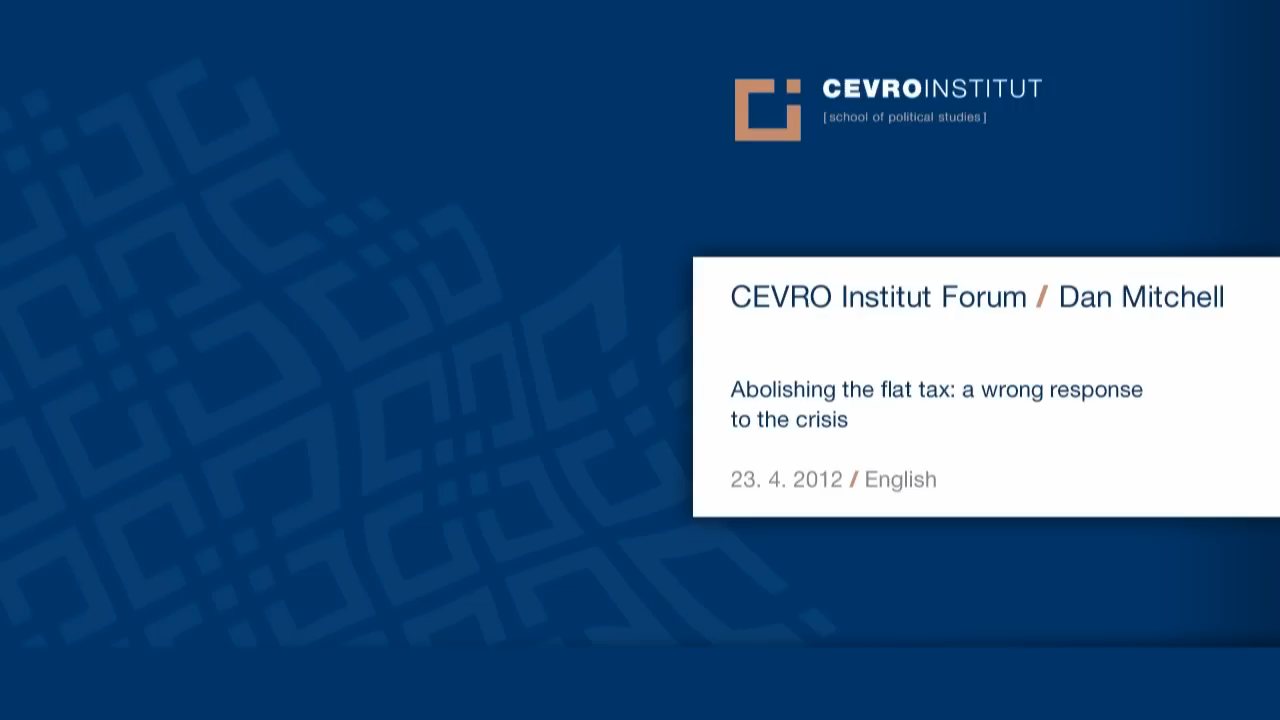 CEVROINSTITUT
[school of political studies]
CEVRO Institut Forum / Dan Mitchell
Abolishing the flat tax: a wrong response
to the crisis
23. 4. 2012 / English